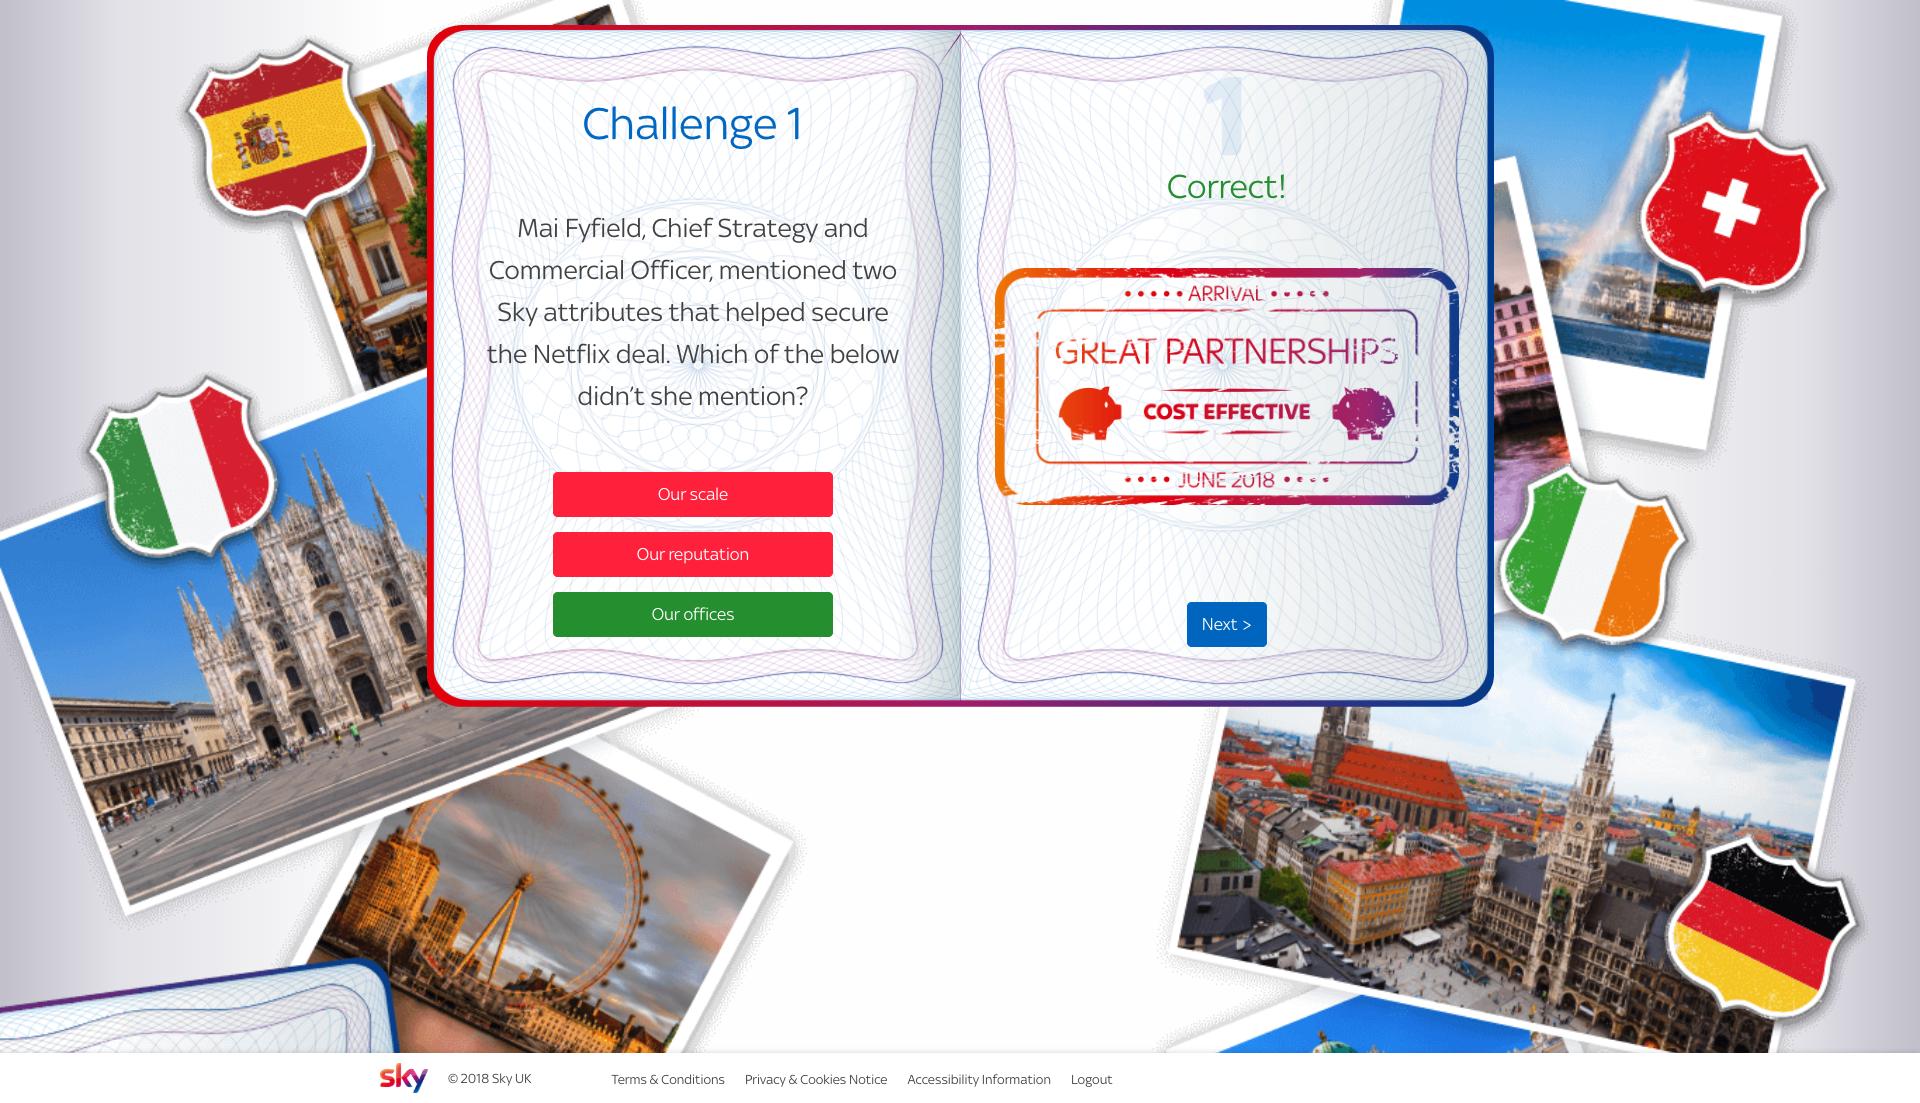 Challenge 1
Mai Fyfield, Chief Strategy and
Commercial Officer, mentioned two
Sky attributes that helped secure
the Netflix deal. Which of the below
didn’t she mention?
Our scale
Our reputation
Our offices
1
Correct!
ARRIVAL
GREAT PARTNERSHIPS
COST EFFECTIVE
JUNE 2018
Next >
sky
© 2018 Sky UK
Terms & Conditions
Privacy & Cookies Notice
Accessibility Information
Logout